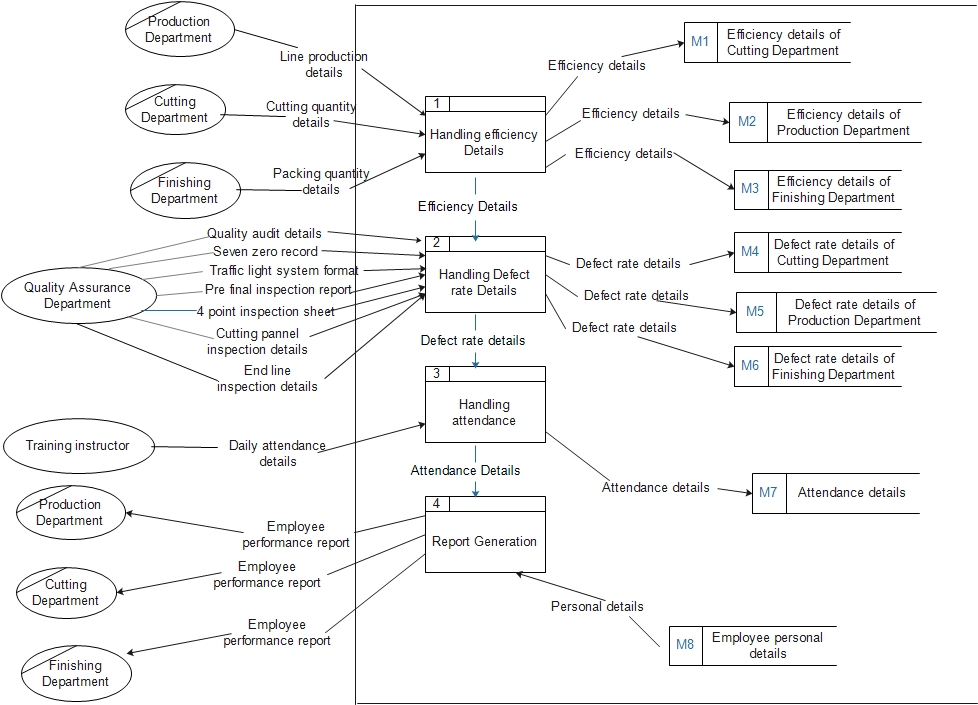 Production
Department
Line production
details
Cutting
Department
Cutting quantity
details
Finishing
Department
Packing quantity
details
1
Handling efficiency
Details
Efficiency details
M1
Efficiency details of
Cutting Department
Efficiency details
M2
Efficiency details of
Production Department
Efficiency details
M3
Efficiency details of
Finishing Department
Efficiency Details
Quality Assurance
Department
Quality audit details
Seven zero record
Traffic light system format
Pre final inspection report
4 point inspection sheet
Cutting pannel
inspection details
End line
inspection details
2
Handling Defect
rate Details
Defect rate details
M4
Defect rate details of
Cutting Department
Defect rate details
M5
Defect rate details of
Production Department
Defect rate details
M6
Defect rate details of
Finishing Department
Defect rate details
Training instructor
Daily attendance
details
3
Handling
attendance
Attendance details
M7
Attendance details
Attendance Details
4
Report Generation
Production
Department
Employee
performance report
Cutting
Department
Employee
performance report
Finishing
Department
Employee
performance report
Personal details
M8
Employee personal
details